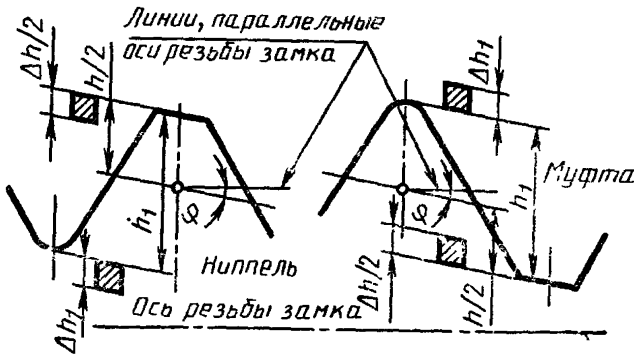 Линии, параллельные
оси резьбы замка
Δh/2
h/2
Δh1
h1
Муфта
φ
h1
φ
Ниппель
Δh/2
h/2
Δh1
Ось резьбы замка